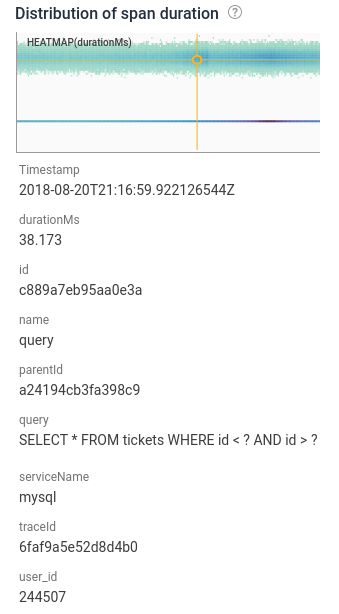 Distribution of span duration ?
HEATMAP(durationMs)
Timestamp
2018-08-20T21:16:59.922126544Z
durationMs
38.173
id
c889a7eb95aa0e3a
name
query
parentId
a24194cb3fa398c9
query
SELECT * FROM tickets WHERE id < ? AND id > ?
serviceName
mysql
traceId
6faf9a5e52d8d4b0
user_id
244507